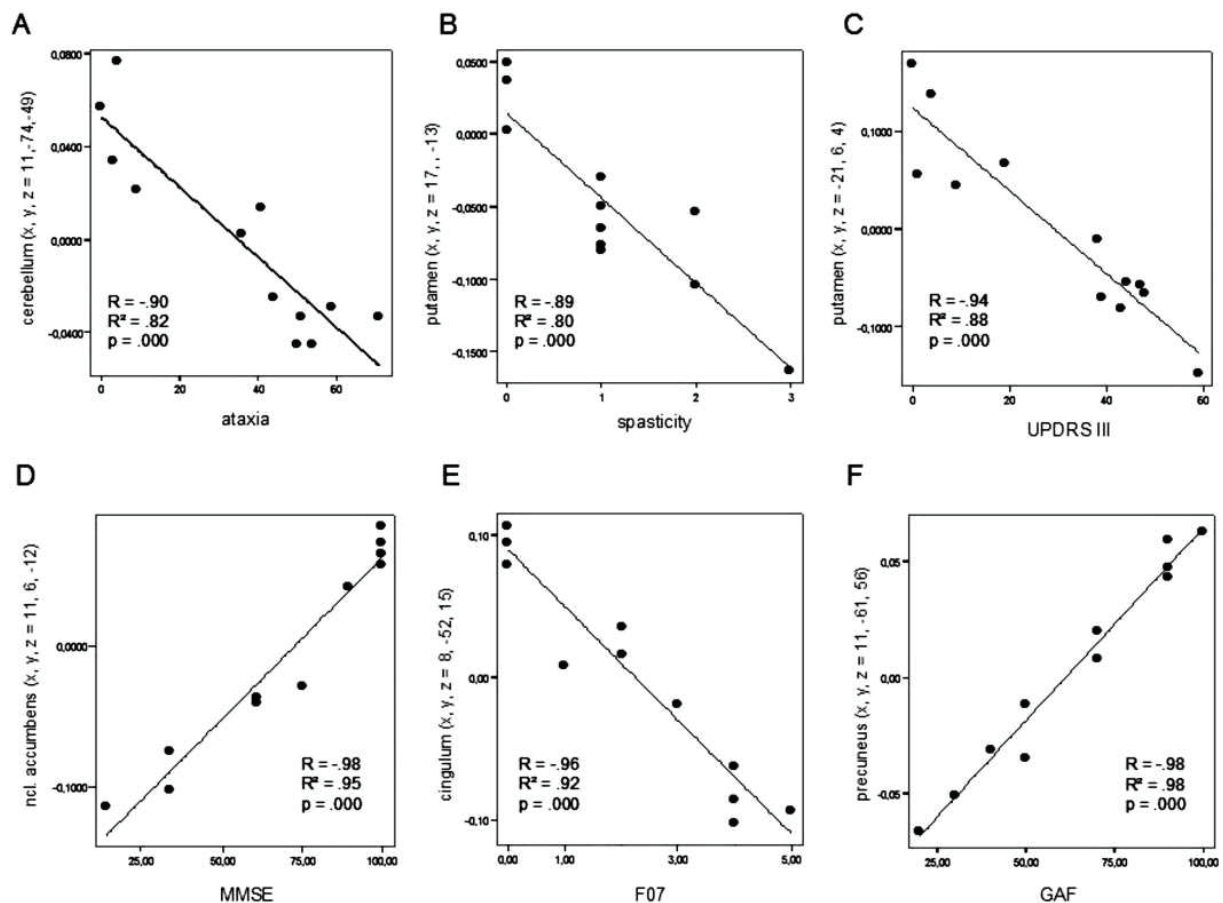 A
cerebellum (x, y, z = 11,-74,-49)
0,0800
0,0400
0,0000
-0,0400
R = -.90
R² = .82
p = .000
0
20
40
60
ataxia
B
putamen (x, y, z = 17, , -13)
0,0500
0,0000
-0,0500
-0,1000
-0,1500
R = -.89
R² = .80
p = .000
0
1
2
3
spasticity
C
putamen (x, y, z = -21, 6, 4)
0,1000
0,0000
-0,1000
R = -.94
R² = .88
p = .000
0
20
40
60
UPDRS III
D
ncl. accumbens (x, y, z = 11, 6, -12)
0,0000
-0,1000
R = -.98
R² = .95
p = .000
25,00
50,00
75,00
100,00
MMSE
E
cingulum (x, y, z = 8, -52, 15)
0,10
0,00
-0,10
R = -.96
R² = .92
p = .000
0,00
1,00
3,00
5,00
F07
F
precuneus (x, y, z = 11, -61, 56)
0,05
0,00
-0,05
R = -.98
R² = .98
p = .000
25,00
50,00
75,00
100,00
GAF